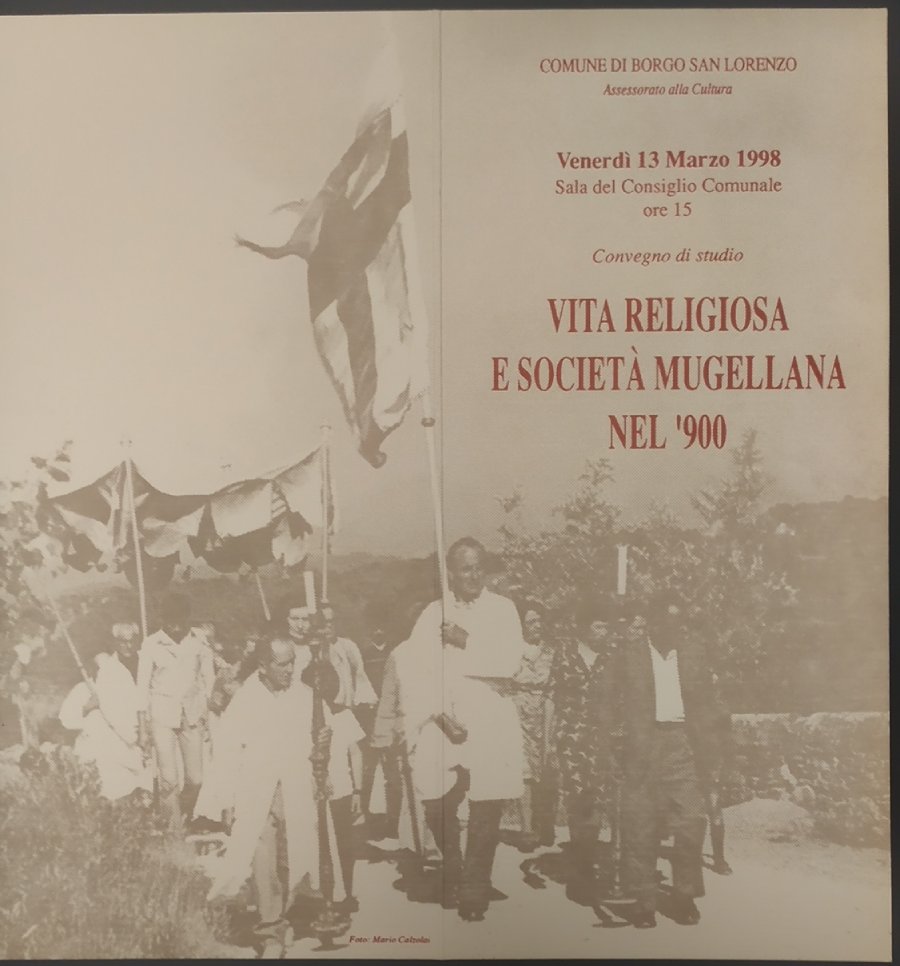 COMUNE DI BORGO SAN LORENZO
Assessorato alla Cultura
Venerdì 13 Marzo 1998
Sala del Consiglio Comunale
ore 15
Convegno di studio
VITA RELIGIOSA
E SOCIETÀ MUGELLANA
NEL '900
Foto: Mario